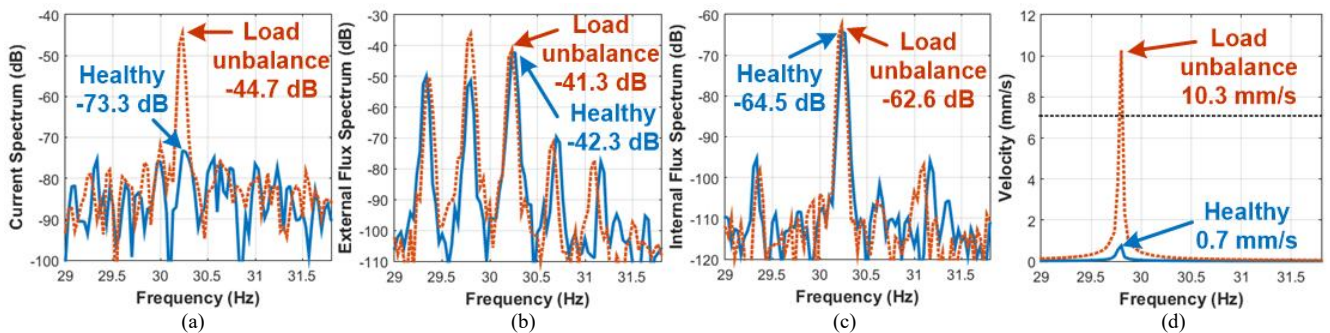 Current Spectrum (dB)
-40
-50
-60
-70
-80
-90
-100
Load
unbalance
-44.7 dB
Healthy
-73.3 dB
29 29.5 30 30.5 31 31.5
Frequency (Hz)
(a)
External Flux Spectrum (dB)
-30
-40
-50
-60
-70
-80
-90
-100
-110
Load
unbalance
-41.3 dB
Healthy
-42.3 dB
29 29.5 30 30.5 31 31.5
Frequency (Hz)
(b)
Internal Flux Spectrum (dB)
-60
-70
-80
-90
-100
-110
-120
Healthy
-64.5 dB
Load
unbalance
-62.6 dB
29 29.5 30 30.5 31 31.5
Frequency (Hz)
(c)
Velocity (mm/s)
12
10
8
6
4
2
0
Load
unbalance
10.3 mm/s
Healthy
0.7 mm/s
29 29.5 30 30.5 31 31.5
Frequency (Hz)
(d)